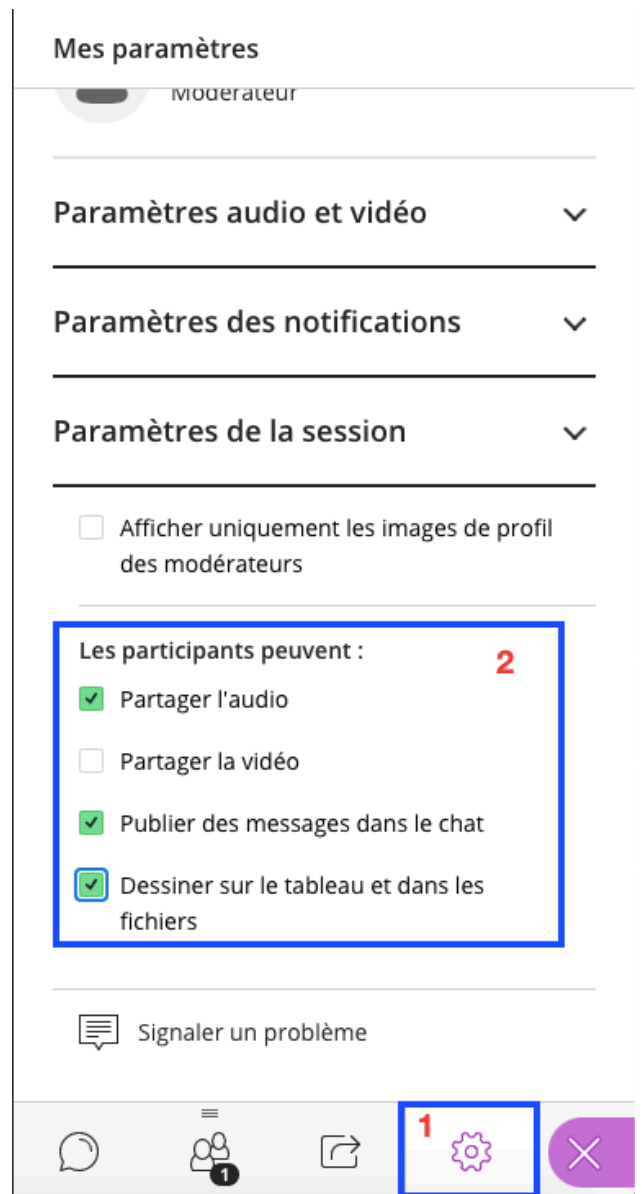 Mes paramètres
Modérateur
Paramètres audio et vidéo
Paramètres des notifications
Paramètres de la session
Afficher uniquement les images de profil
des modérateurs
Les participants peuvent :
2
Partager l'audio
Partager la vidéo
Publier des messages dans le chat
Dessiner sur le tableau et dans les
fichiers
Signaler un problème
1
1